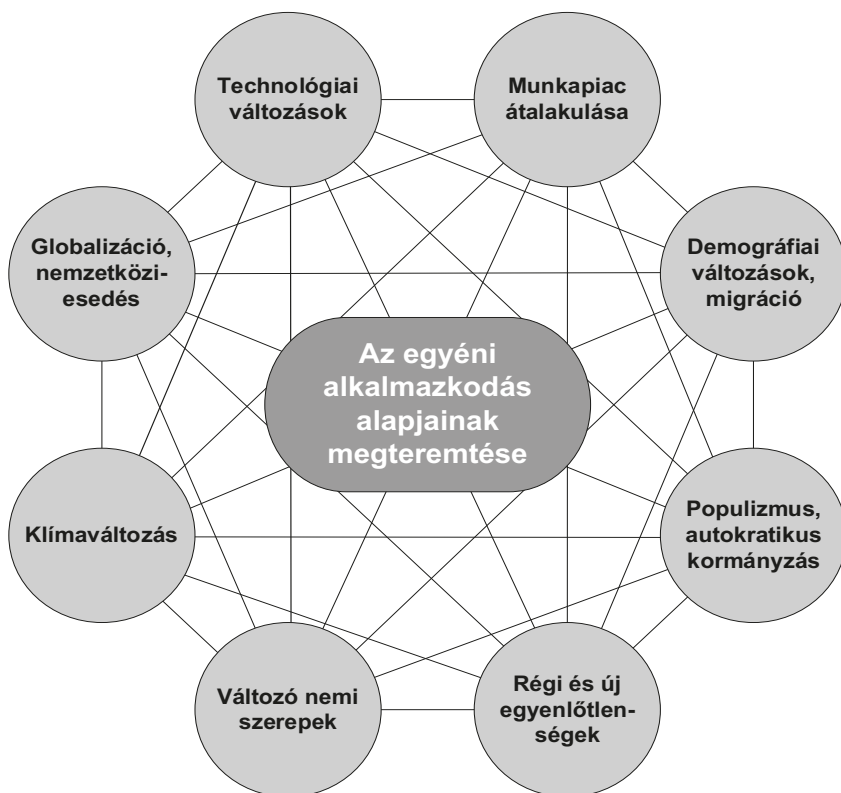 Technológiai
változások
Munkapiac
átalakulása
Globalizáció,
nemzetközi-
esedés
Demográfiai
változások,
migráció
Az egyéni
alkalmazkodás
alapjainak
megteremtése
Klímaváltozás
Populizmus,
autokratikus
kormányzás
Változó nemi
szerepek
Régi és új
egyenlőtlen-
ségek